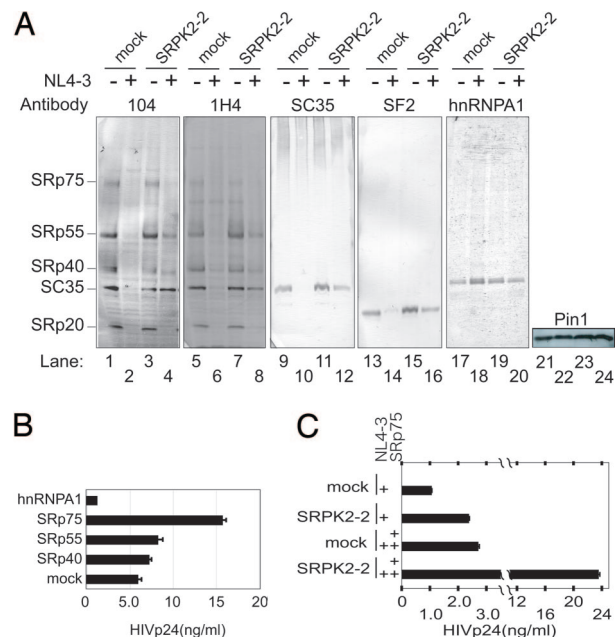 A
mock SRPK2-2 mock SRPK2-2 mock SRPK2-2 mock SRPK2-2 mock SRPK2-2
NL4-3 - + - + - + - + - + - + - + - + - + - +
Antibody 104 1H4 SC35 SF2 hnRNPA1
SRp75
SRp55
SRp40
SC35
SRp20
Pin1
Lane: 1 3 5 7 9 11 13 15 17 19 21 23
2 4 6 8 10 12 14 16 18 20 22 24
B
hnRNPA1
SRp75
SRp55
SRp40
mock
0 5.0 10 15 20
HIVp24(ng/ml)
C
NL4-3
SRp75
mock +
SRPK2-2 +
mock + +
SRPK2-2 + +
0 1.0 2.0 3.0 12 16 20 24
HIVp24(ng/ml)